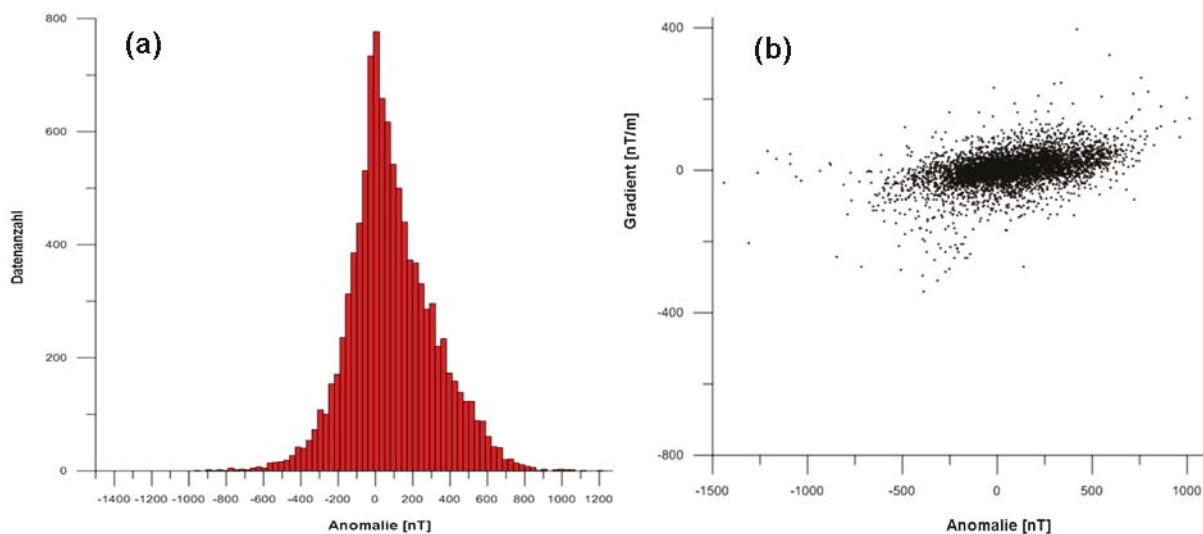 (a)
800
600
400
200
0
Datenanzahl
-1400 -1200 -1000 -800 -600 -400 -200 0 200 400 600 800 1000 1200
Anomalie [nT]
(b)
400
0
-400
-800
Gradient [nT/m]
-1500 -1000 -500 0 500 1000
Anomalie [nT]